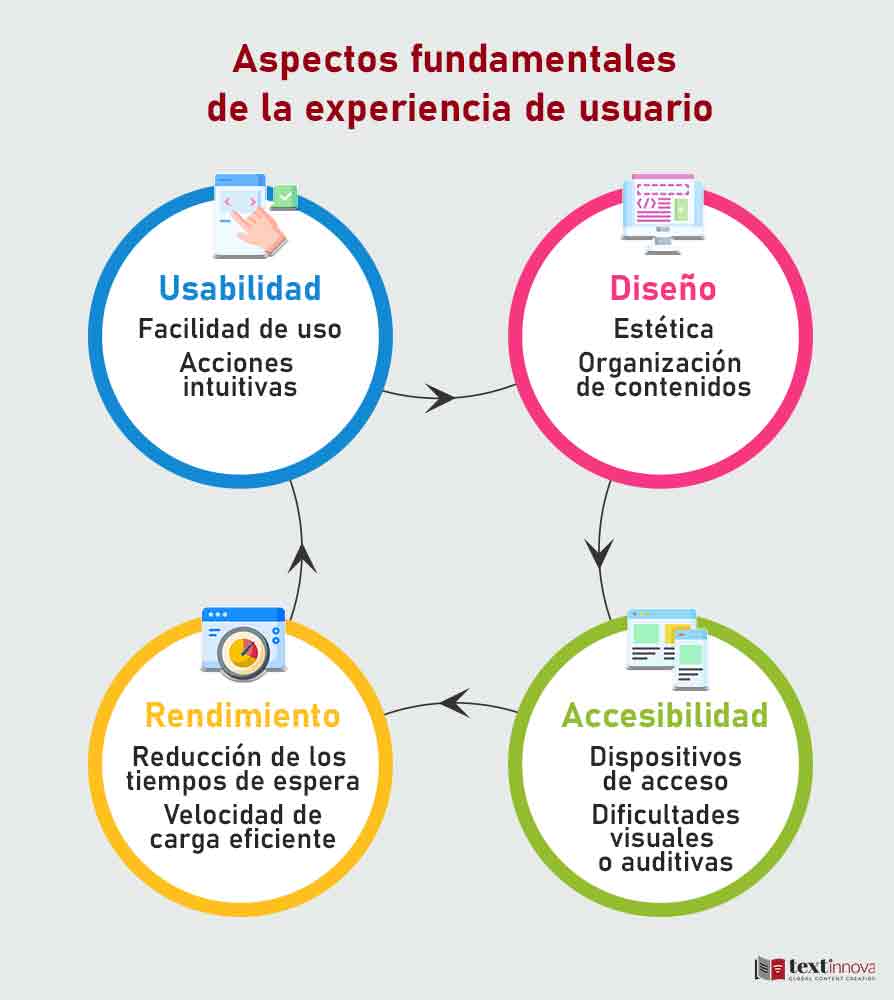 Aspectos fundamentales
de la experiencia de usuario
Usabilidad
Facilidad de uso
Acciones
intuitivas
Diseño
Estética
Organización
de contenidos
Rendimiento
Reducción de los
tiempos de espera
Velocidad de
carga eficiente
Accesibilidad
Dispositivos
de acceso
Dificultades
visuales
o auditivas
textinnova
GLOBAL CONTENT CREATION